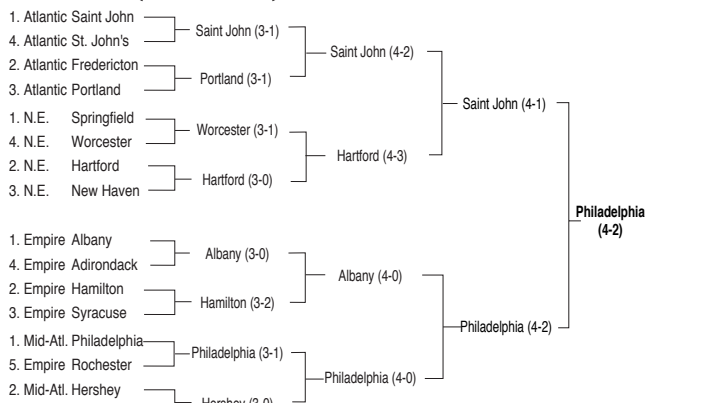 1. Atlantic Saint John
4. Atlantic St. John's
2. Atlantic Fredericton
3. Atlantic Portland
1. N.E. Springfield
4. N.E. Worcester
2. N.E. Hartford
3. N.E. New Haven
1. Empire Albany
4. Empire Adirondack
2. Empire Hamilton
3. Empire Syracuse
1. Mid-Atl. Philadelphia
5. Empire Rochester
2. Mid-Atl. Hershey
Saint John (3-1)
Portland (3-1)
Worcester (3-1)
Hartford (3-0)
Albany (3-0)
Hamilton (3-2)
Philadelphia (3-1)
Hershey (3-0)
Saint John (4-2)
Hartford (4-3)
Albany (4-0)
Philadelphia (4-0)
Saint John (4-1)
Philadelphia (4-2)
Philadelphia
(4-2)